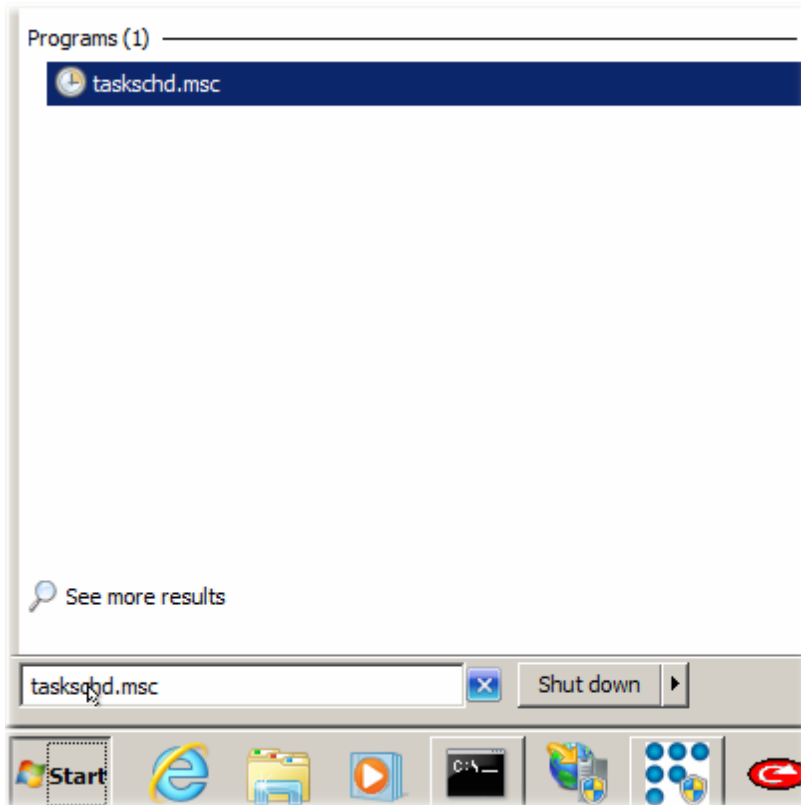 Programs (1)
taskschd.msc
See more results
taskschd.msc
Shut down
C:\
Start